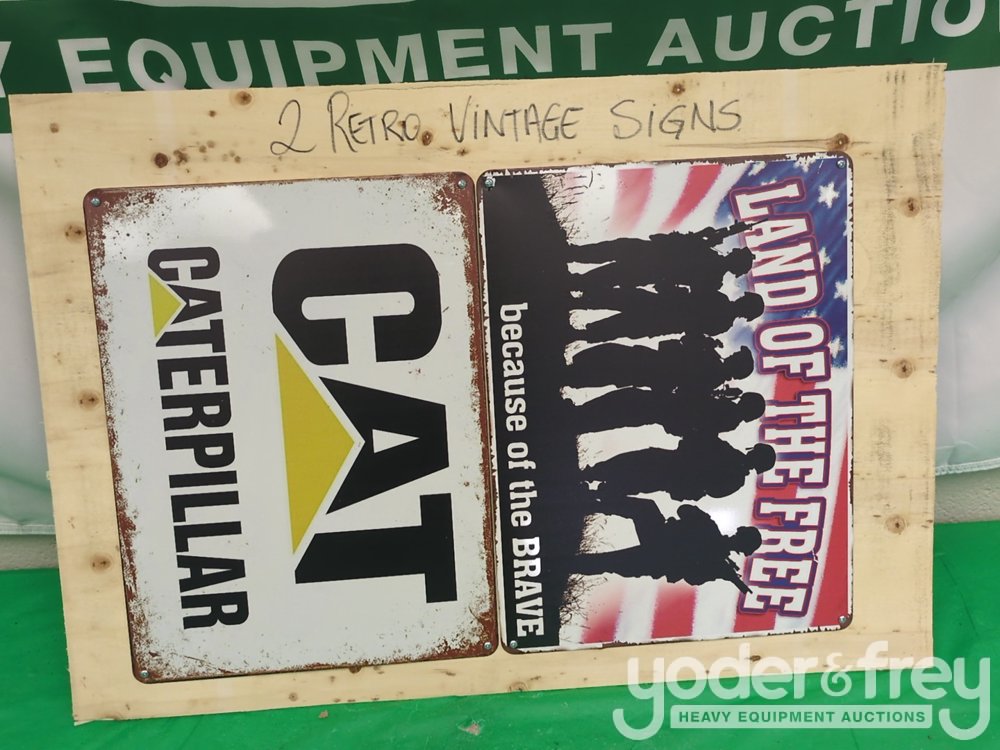 Y EQUIPMENT AUCTIO
2 RETRO VINTAGE SIGNS
CAT
CATERPILLAR
LAND OF THE FREE
because of the BRAVE
yoder&frey
HEAVY EQUIPMENT AUCTIONS